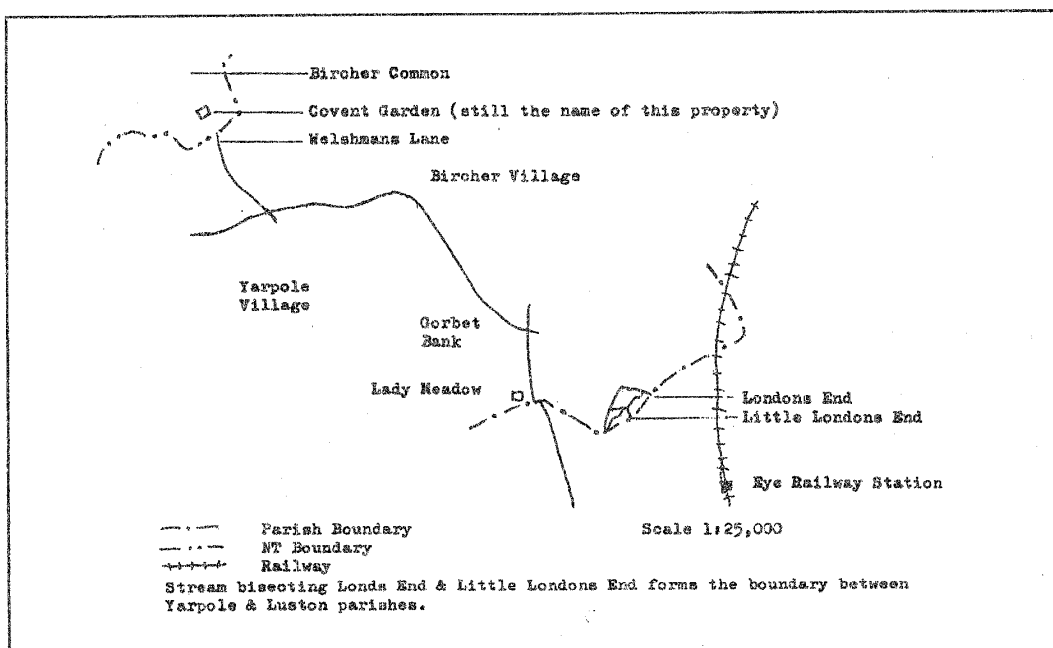 Bircher Common
Covent Garden (still the name of this property)
Welshmans Lane
Bircher Village
Yarpole
Village
Gorbet
Bank
Lady Meadow
Londons End
Little Londons End
Eye Railway Station
Parish Boundary
Scale 1:25,000
NT Boundary
Railway
Stream bisecting Londs End & Little Londons End forms the boundary between
Yarpole & Luston parishes.